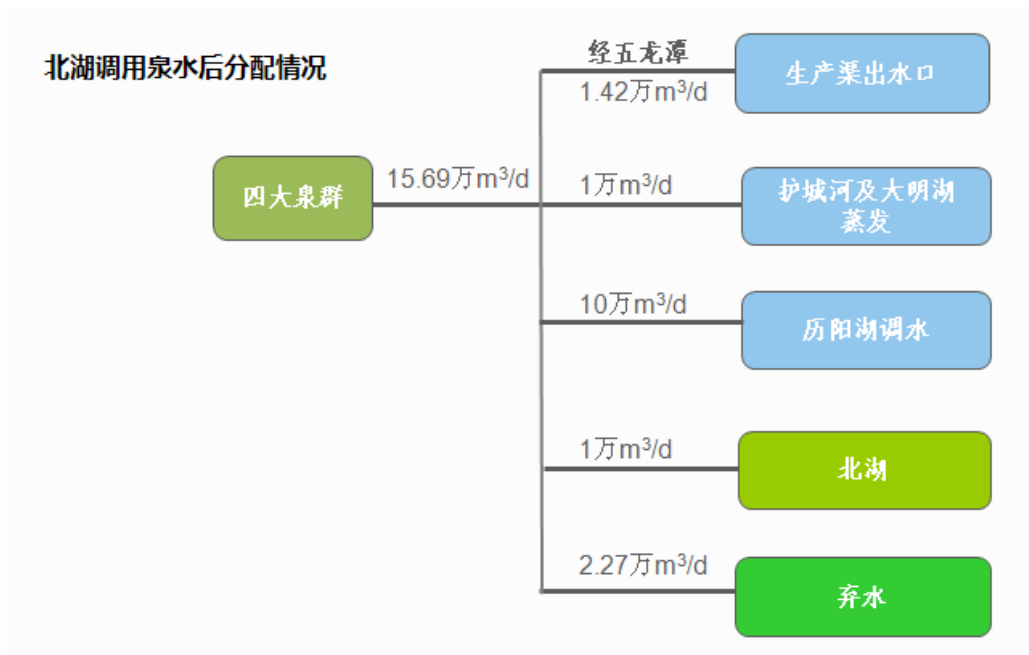 北湖调用泉水后分配情况
经五龙潭
1.42万m³/d
生产渠出水口
四大泉群
15.69万m³/d
1万m³/d
护城河及大明湖
蒸发
10万m³/d
历阳湖调水
1万m³/d
北湖
2.27万m³/d
弃水